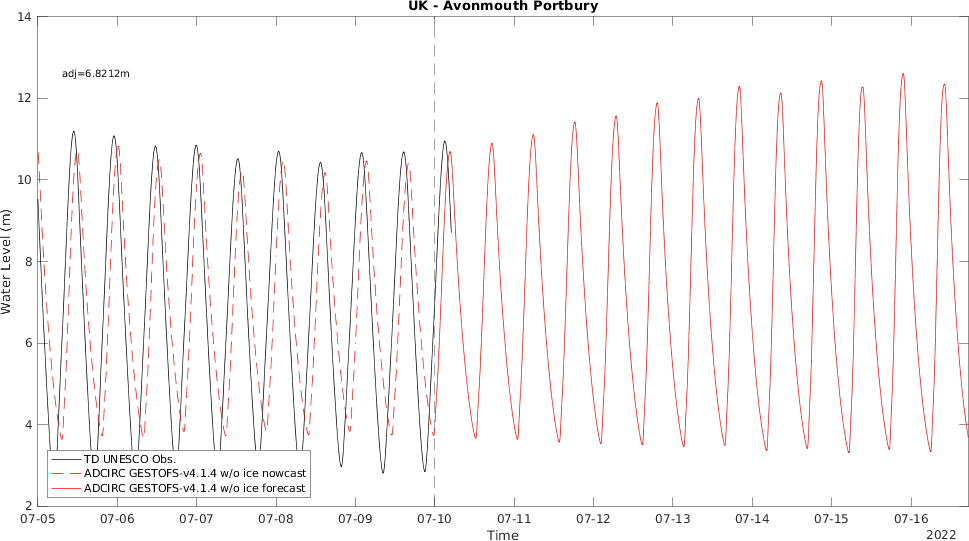 UK - Avonmouth Portbury
14
12
10
8
6
4
2
Water Level (m)
adj=6.8212m
TD UNESCO Obs.
ADCIRC GESTOFS-v4.1.4 w/o ice nowcast
ADCIRC GESTOFS-v4.1.4 w/o ice forecast
07-05 07-06 07-07 07-08 07-09 07-10 07-11 07-12 07-13 07-14 07-15 07-16
2022
Time